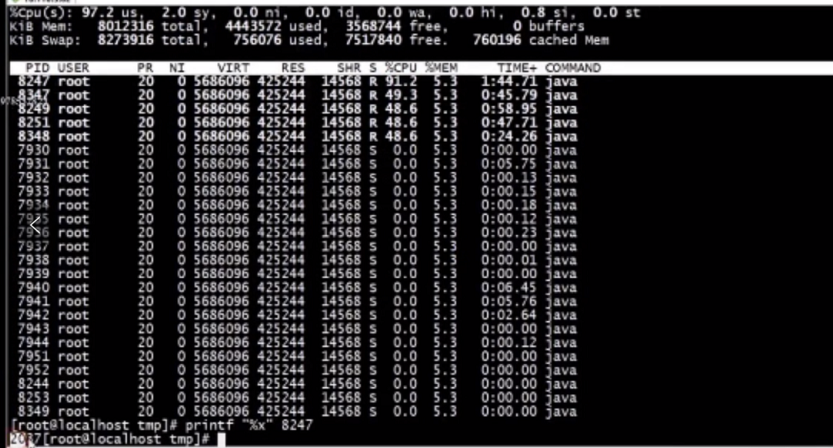 %Cpu(s): 97.2 us, 2.0 sy, 0.0 ni, 0.0 id, 0.0 wa, 0.0 hi, 0.8 si, 0.0 st
KiB Mem: 8012316 total, 4443572 used, 3568744 free, 0 buffers
KiB Swap: 8273916 total, 756076 used, 7517840 free. 760196 cached Mem
PID USER PR NI VIRT RES SHR S %CPU %MEM TIME+ COMMAND
8247 root 20 0 5686096 425244 14568 R 91.2 5.3 1:44.71 java
8347 root 20 0 5686096 425244 14568 R 49.3 5.3 0:45.79 java
8249 root 20 0 5686096 425244 14568 R 48.6 5.3 0:58.95 java
8251 root 20 0 5686096 425244 14568 R 48.6 5.3 0:47.71 java
8348 root 20 0 5686096 425244 14568 R 48.6 5.3 0:24.26 java
7930 root 20 0 5686096 425244 14568 S 0.0 5.3 0:00.00 java
7931 root 20 0 5686096 425244 14568 S 0.0 5.3 0:05.75 java
7932 root 20 0 5686096 425244 14568 S 0.0 5.3 0:00.13 java
7933 root 20 0 5686096 425244 14568 S 0.0 5.3 0:00.15 java
7934 root 20 0 5686096 425244 14568 S 0.0 5.3 0:00.18 java
7935 root 20 0 5686096 425244 14568 S 0.0 5.3 0:00.12 java
7936 root 20 0 5686096 425244 14568 S 0.0 5.3 0:00.23 java
7937 root 20 0 5686096 425244 14568 S 0.0 5.3 0:00.00 java
7938 root 20 0 5686096 425244 14568 S 0.0 5.3 0:00.01 java
7939 root 20 0 5686096 425244 14568 S 0.0 5.3 0:00.00 java
7940 root 20 0 5686096 425244 14568 S 0.0 5.3 0:06.45 java
7941 root 20 0 5686096 425244 14568 S 0.0 5.3 0:05.76 java
7942 root 20 0 5686096 425244 14568 S 0.0 5.3 0:02.64 java
7943 root 20 0 5686096 425244 14568 S 0.0 5.3 0:00.00 java
7944 root 20 0 5686096 425244 14568 S 0.0 5.3 0:00.12 java
7951 root 20 0 5686096 425244 14568 S 0.0 5.3 0:00.00 java
7952 root 20 0 5686096 425244 14568 S 0.0 5.3 0:00.00 java
8244 root 20 0 5686096 425244 14568 S 0.0 5.3 0:00.00 java
8253 root 20 0 5686096 425244 14568 S 0.0 5.3 0:00.00 java
8349 root 20 0 5686096 425244 14568 S 0.0 5.3 0:00.00 java
[root@localhost tmp]# printf "%x" 8247
2037[root@localhost tmp]#